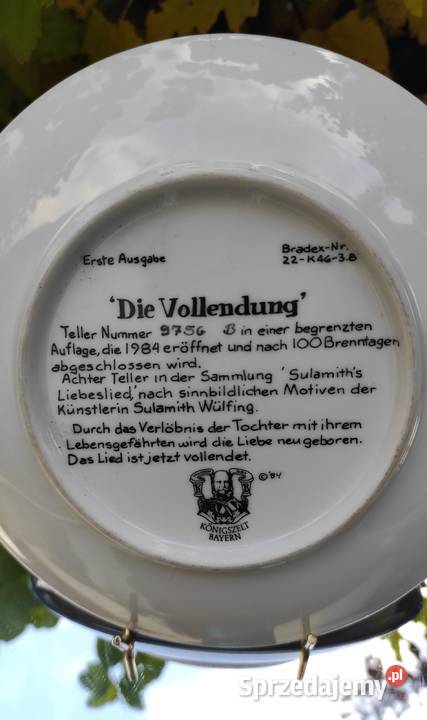 Erste Ausgabe
Bradex-Nr.
22-K46-3.8
'Die Vollendung'
Teller Nummer 9756 B in einer begrenzten
Auflage, die 1984 eröffnet und nach 100 Brenntagen
abgeschlossen wird.
Achter Teller in der Sammlung 'Sulamith's
Liebeslied,' nach sinnbildlichen Motiven der
Künstlerin Sulamith Wülfing.
Durch das Verlöbnis der Tochter mit ihrem
Lebensgefährten wird die Liebe neu geboren.
Das Lied ist jetzt vollendet.
©'84
KÖNIGSZELT
BAYERN
Sprzedajemy.pl